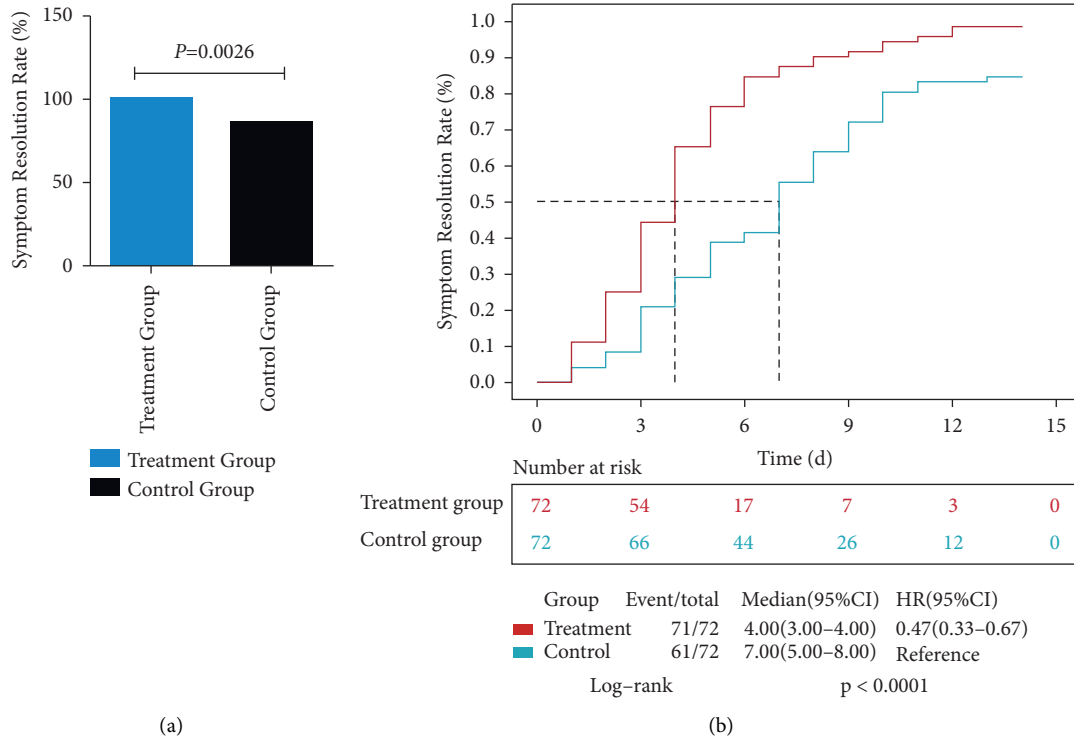 150
100
50
0
Symptom Resolution Rate (%)
P=0.0026
Treatment Group
Control Group
Treatment Group
Control Group
(a)
1.0
0.9
0.8
0.7
0.6
0.5
0.4
0.3
0.2
0.1
0.0
Symptom Resolution Rate (%)
0 3 6 9 12 15
Time (d)
Number at risk
Treatment group 72 54 17 7 3 0
Control group 72 66 44 26 12 0
Group Event/total Median(95%CI) HR(95%CI)
Treatment 71/72 4.00(3.00–4.00) 0.47(0.33–0.67)
Control 61/72 7.00(5.00–8.00) Reference
Log–rank p < 0.0001
(b)